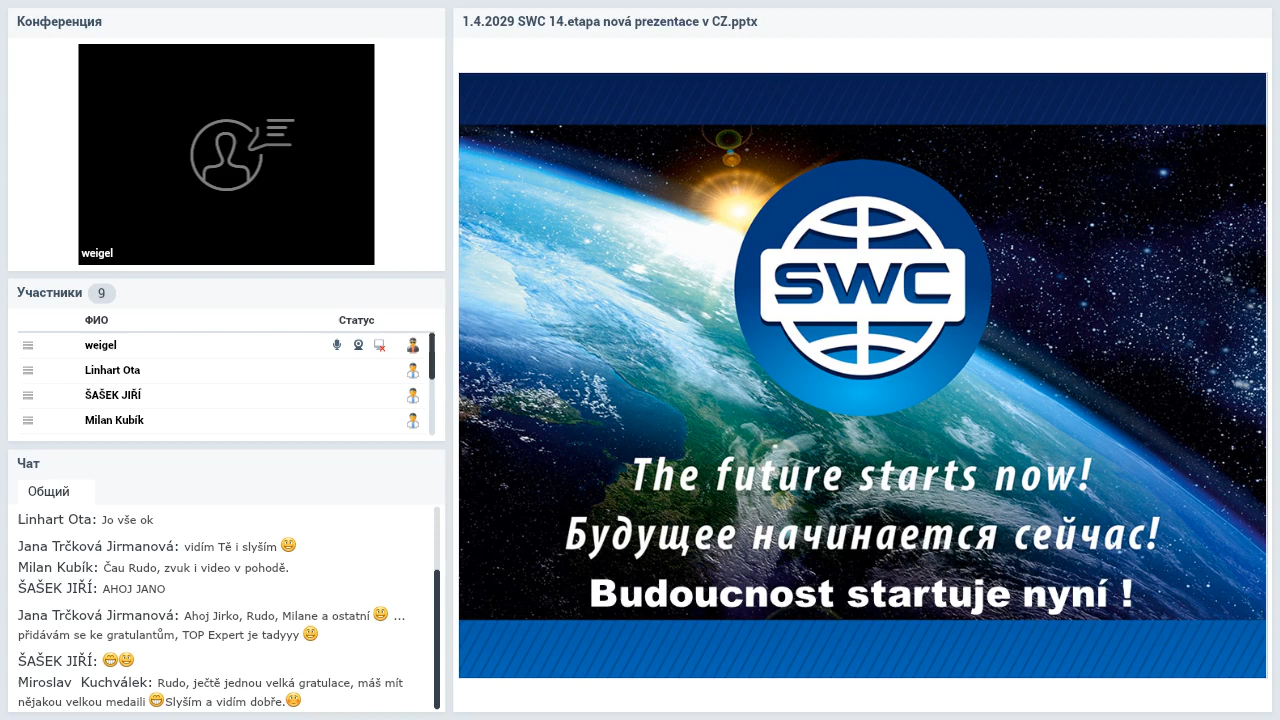 Конференция
weigel
Участники 9
ФИО Статус
weigel
Linhart Ota
ŠAŠEK JIŘÍ
Milan Kubík
Чат
Общий
Linhart Ota: Jo vše ok
Jana Trčková Jirmanová: vidím Tě i slyším
Milan Kubík: Čau Rudo, zvuk i video v pohodě.
ŠAŠEK JIŘÍ: AHOJ JANO
Jana Trčková Jirmanová: Ahoj Jirko, Rudo, Milane a ostatní ...
přidávám se ke gratulantům, TOP Expert je tadyyy
ŠAŠEK JIŘÍ:
Miroslav Kuchválek: Rudo, ječtě jednou velká gratulace, máš mít
nějakou velkou medaili Slyším a vidím dobře.
1.4.2029 SWC 14.etapa nová prezentace v CZ.pptx
SWC
The future starts now!
Будущее начинается сейчас!
Budoucnost startuje nyní !